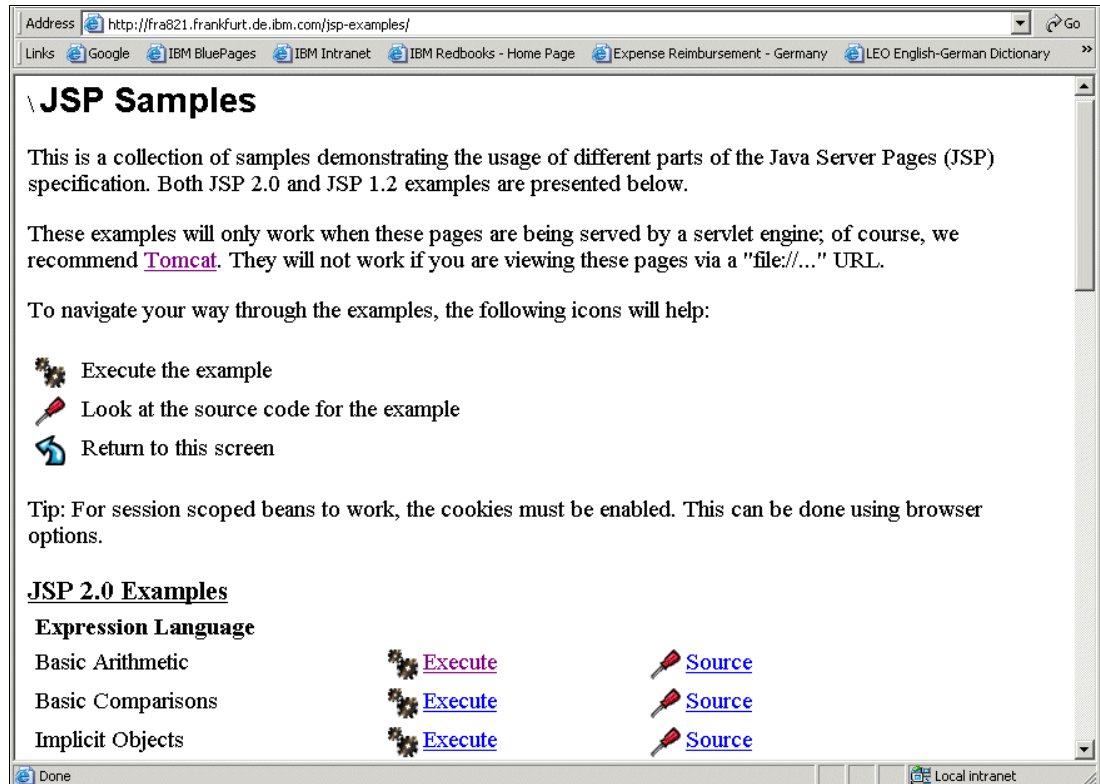 Address http://fra821.frankfurt.de.ibm.com/jsp-examples/ Go
Links Google IBM BluePages IBM Intranet IBM Redbooks - Home Page Expense Reimbursement - Germany LEO English-German Dictionary »
\ JSP Samples
This is a collection of samples demonstrating the usage of different parts of the Java Server Pages (JSP)
specification. Both JSP 2.0 and JSP 1.2 examples are presented below.
These examples will only work when these pages are being served by a servlet engine; of course, we
recommend Tomcat. They will not work if you are viewing these pages via a "file://..." URL.
To navigate your way through the examples, the following icons will help:
Execute the example
Look at the source code for the example
Return to this screen
Tip: For session scoped beans to work, the cookies must be enabled. This can be done using browser
options.
JSP 2.0 Examples
Expression Language
Basic Arithmetic Execute Source
Basic Comparisons Execute Source
Implicit Objects Execute Source
Done Local intranet